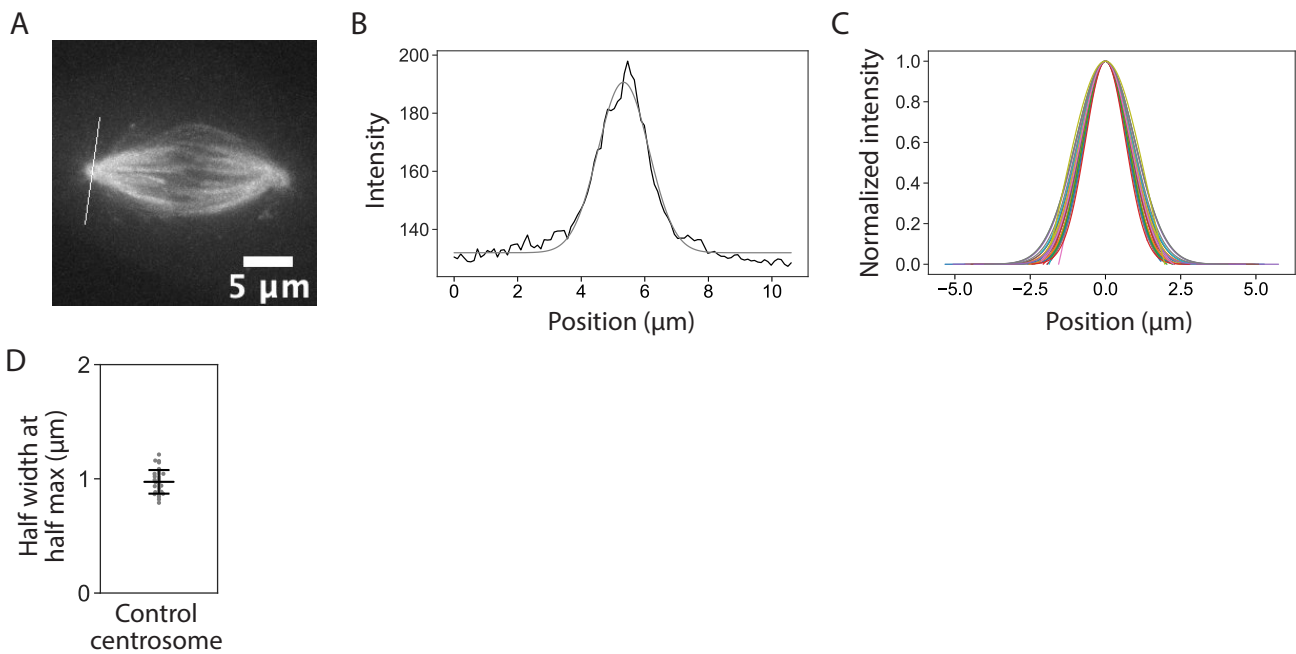 A
5 µm
B
200
180
160
140
Intensity
0
2
4
6
8
10
Position (µm)
C
1.0
0.8
0.6
0.4
0.2
0.0
Normalized intensity
−5.0
−2.5
0.0
2.5
5.0
Position (µm)
D
2
1
0
Half width at
half max (µm)
Control
centrosome